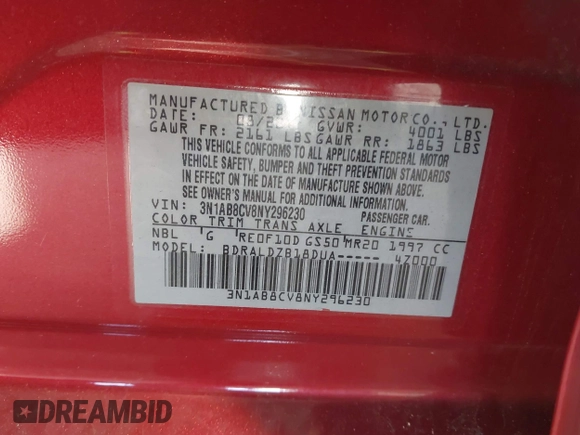 MANUFACTURED BY NISSAN MOTOR CO., LTD.
DATE: 03/ GVWR: 4001 LBS
GAWR FR: 2161 LBS GAWR RR: 1863 LBS
THIS VEHICLE CONFORMS TO ALL APPLICABLE FEDERAL MOTOR
VEHICLE SAFETY, BUMPER AND THEFT PREVENTION STANDARDS
IN EFFECT ON THE DATE OF MANUFACTURE SHOWN ABOVE.
SEE OWNER'S MANUAL FOR ADDITIONAL INFORMATION.
VIN: 3N1AB8CV8NY296230 PASSENGER CAR.
COLOR TRIM TRANS AXLE ENGINE
NBL G RE0F10D GS50 MR20 1997 CC
MODEL: BDRALDZB18DUA----- 47000
3N1AB8CV8NY296230
DREAMBID